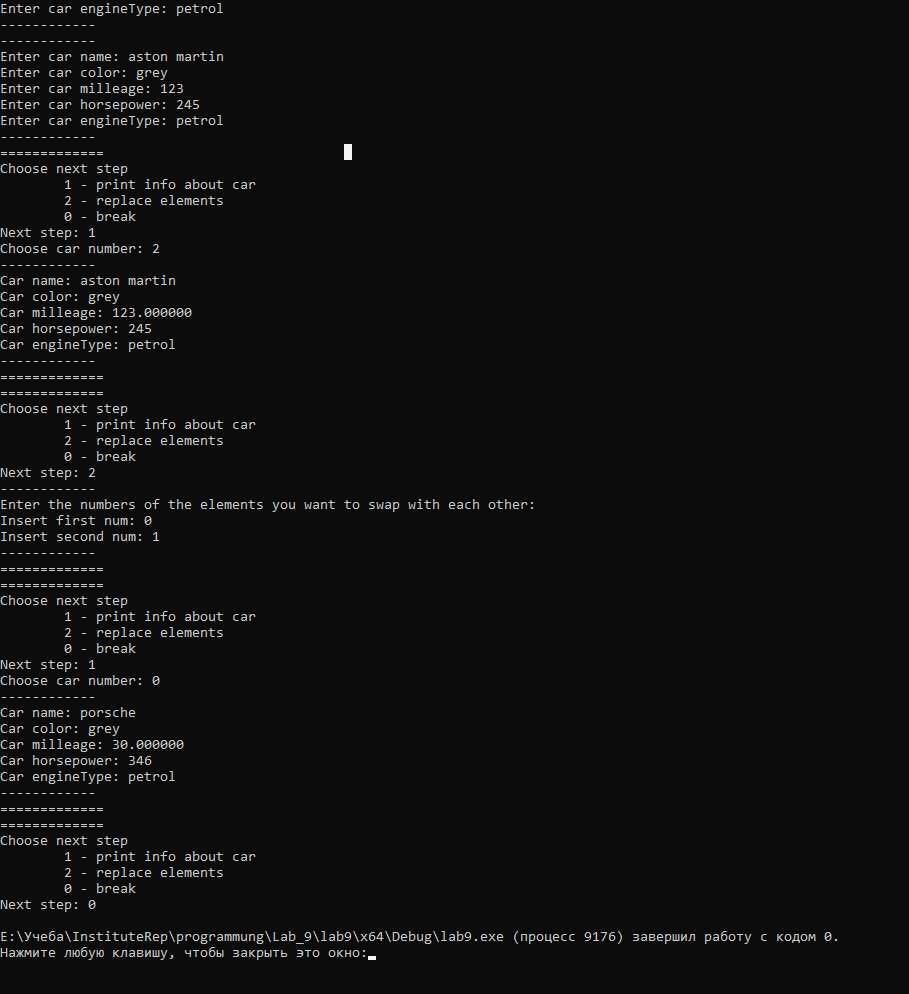 Enter car engineType: petrol
------------
------------
Enter car name: aston martin
Enter car color: grey
Enter car milleage: 123
Enter car horsepower: 245
Enter car engineType: petrol
------------
=============
Choose next step
        1 - print info about car
        2 - replace elements
        0 - break
Next step: 1
Choose car number: 2
------------
Car name: aston martin
Car color: grey
Car milleage: 123.000000
Car horsepower: 245
Car engineType: petrol
------------
=============
=============
Choose next step
        1 - print info about car
        2 - replace elements
        0 - break
Next step: 2
------------
Enter the numbers of the elements you want to swap with each other:
Insert first num: 0
Insert second num: 1
------------
=============
=============
Choose next step
        1 - print info about car
        2 - replace elements
        0 - break
Next step: 1
Choose car number: 0
------------
Car name: porsche
Car color: grey
Car milleage: 30.000000
Car horsepower: 346
Car engineType: petrol
------------
=============
=============
Choose next step
        1 - print info about car
        2 - replace elements
        0 - break
Next step: 0

E:\Учеба\InstituteRep\programmung\Lab_9\lab9\x64\Debug\lab9.exe (процесс 9176) завершил работу с кодом 0.
Нажмите любую клавишу, чтобы закрыть это окно: